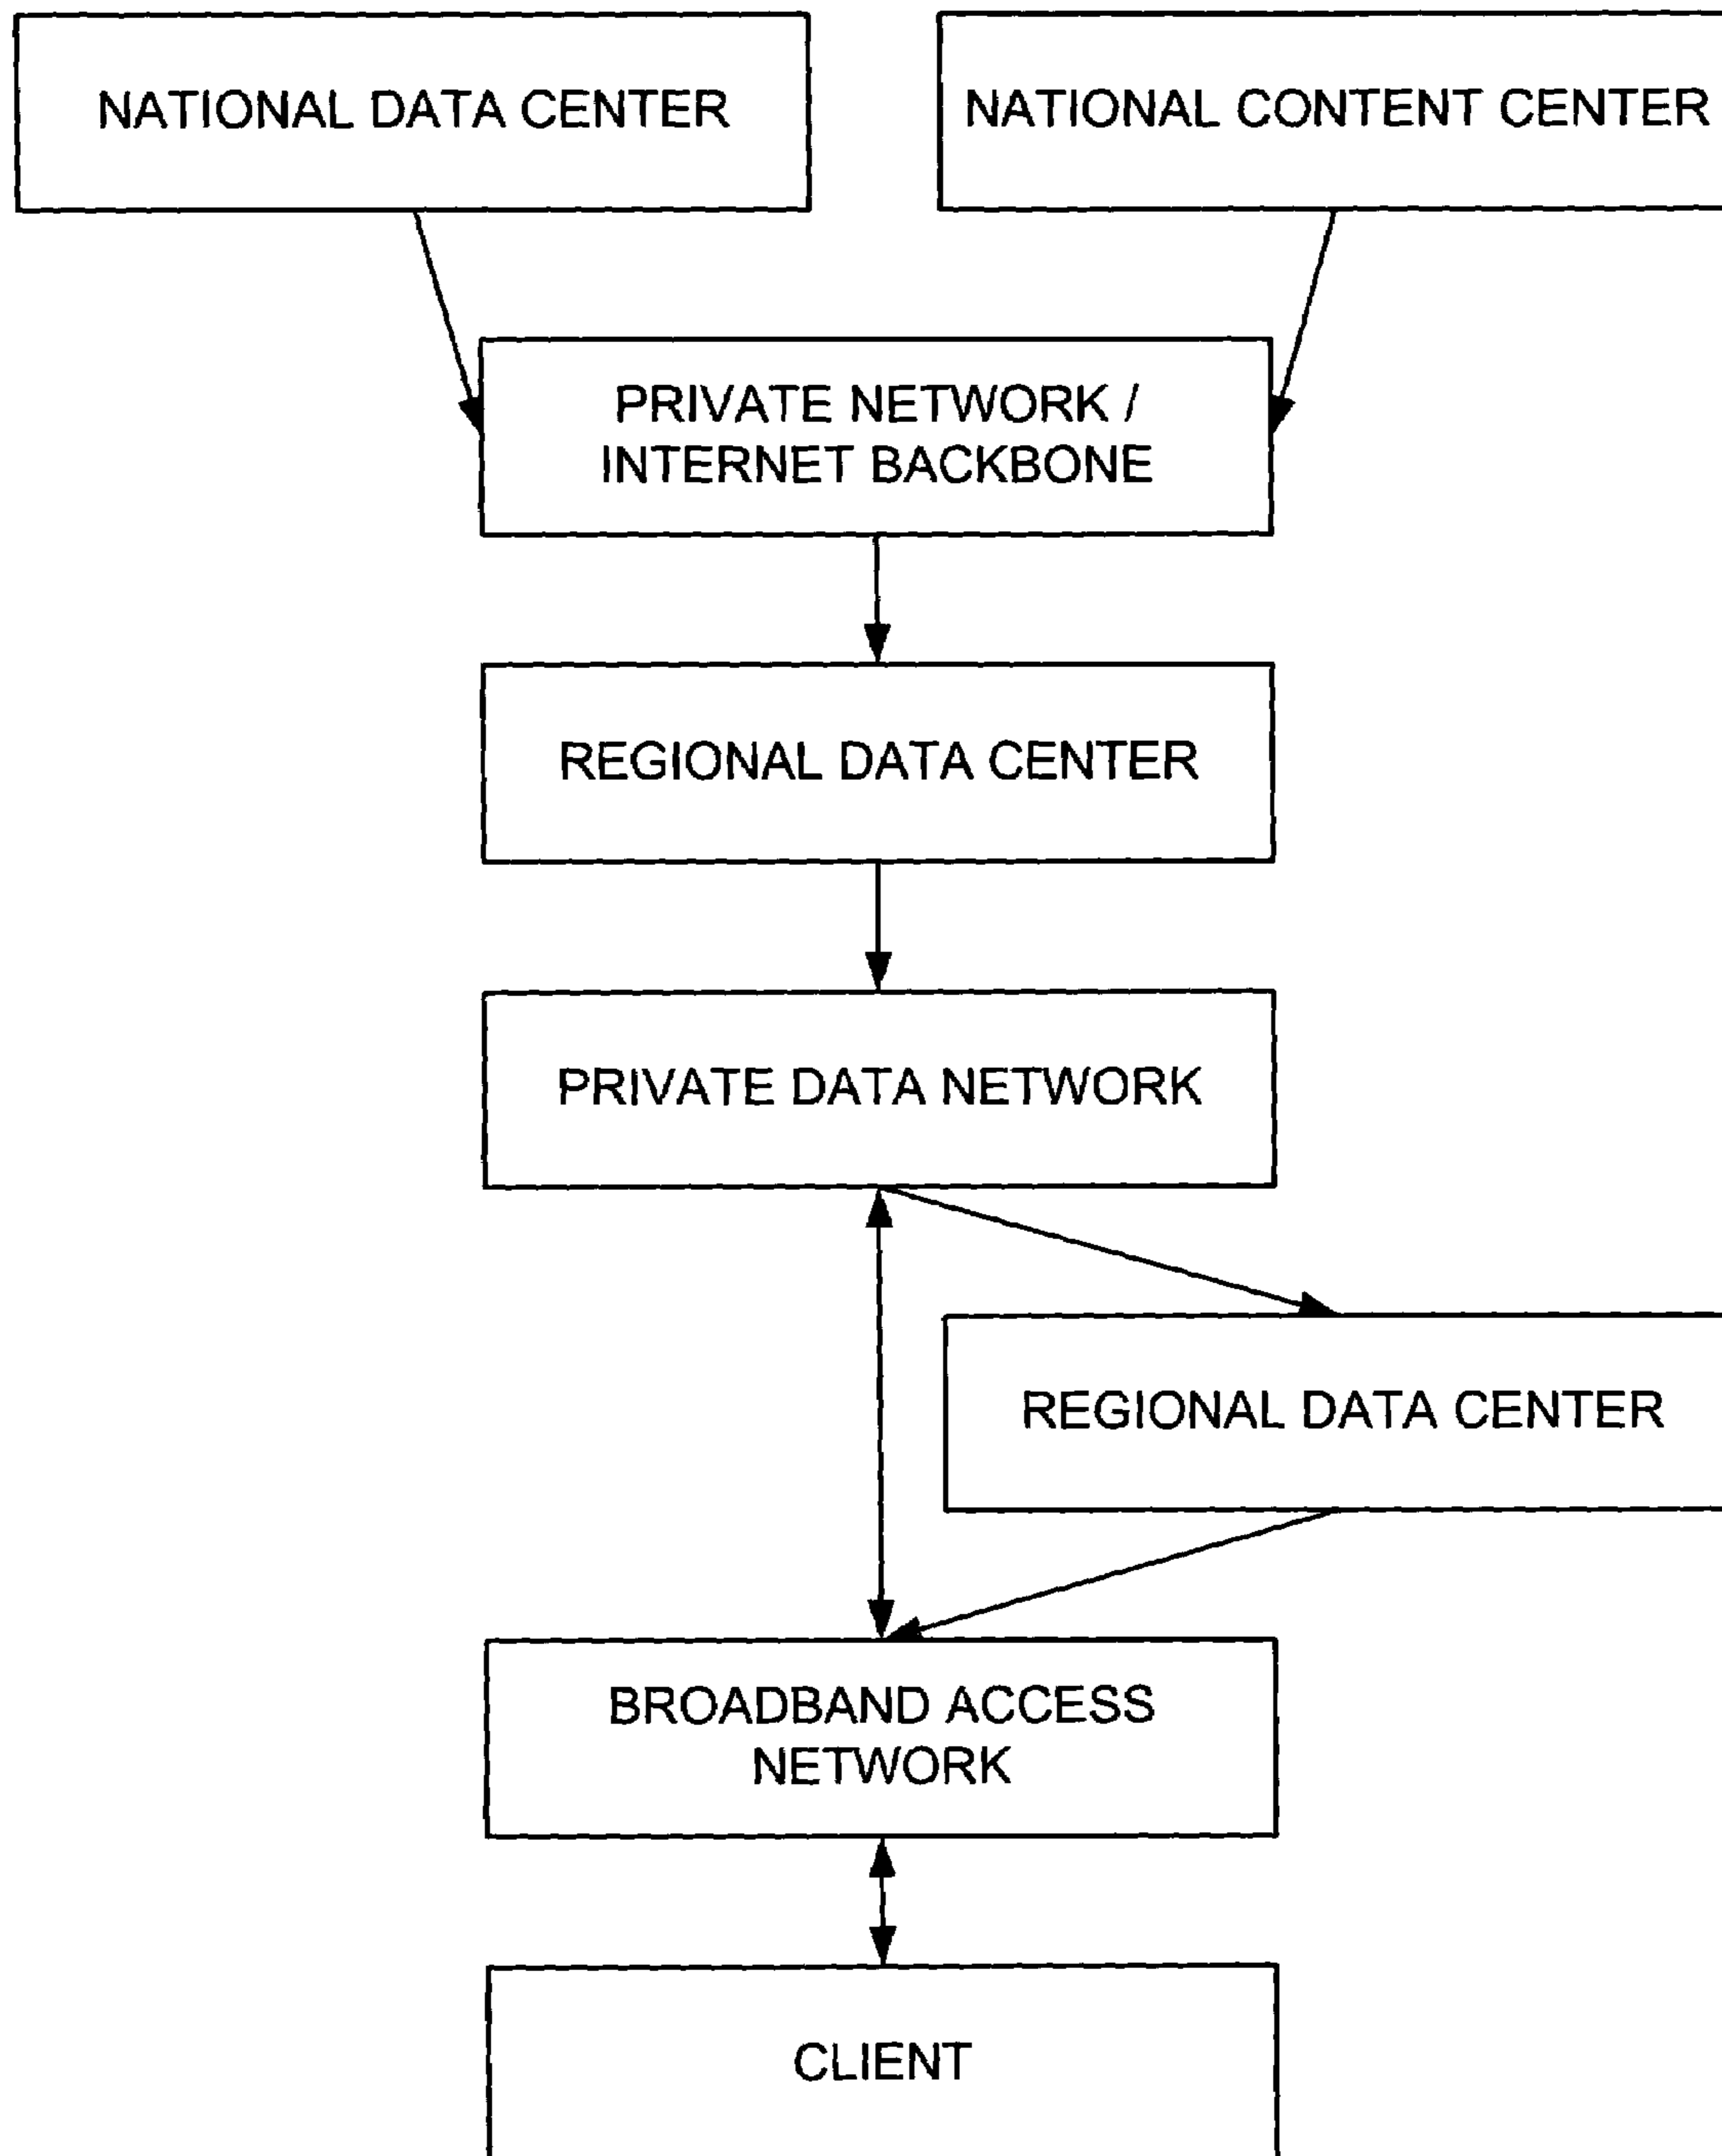 NATIONAL DATA CENTER
NATIONAL CONTENT CENTER
PRIVATE NETWORK /
INTERNET BACKBONE
REGIONAL DATA CENTER
PRIVATE DATA NETWORK
REGIONAL DATA CENTER
BROADBAND ACCESS
NETWORK
CLIENT